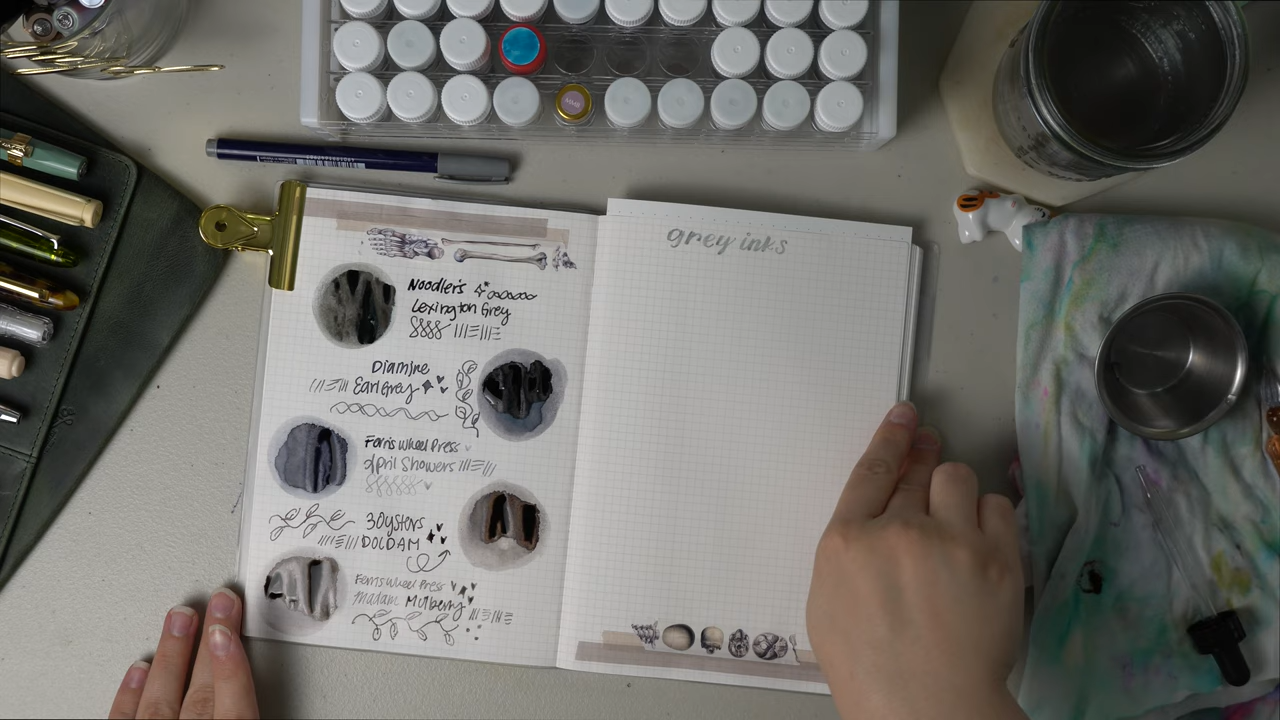 grey inks
Noodler's
Lexington Grey
Diamine
Earl Grey
Ferris Wheel Press
April Showers
3Oysters
DOLDAM
Ferris Wheel Press
Madam Mulberry